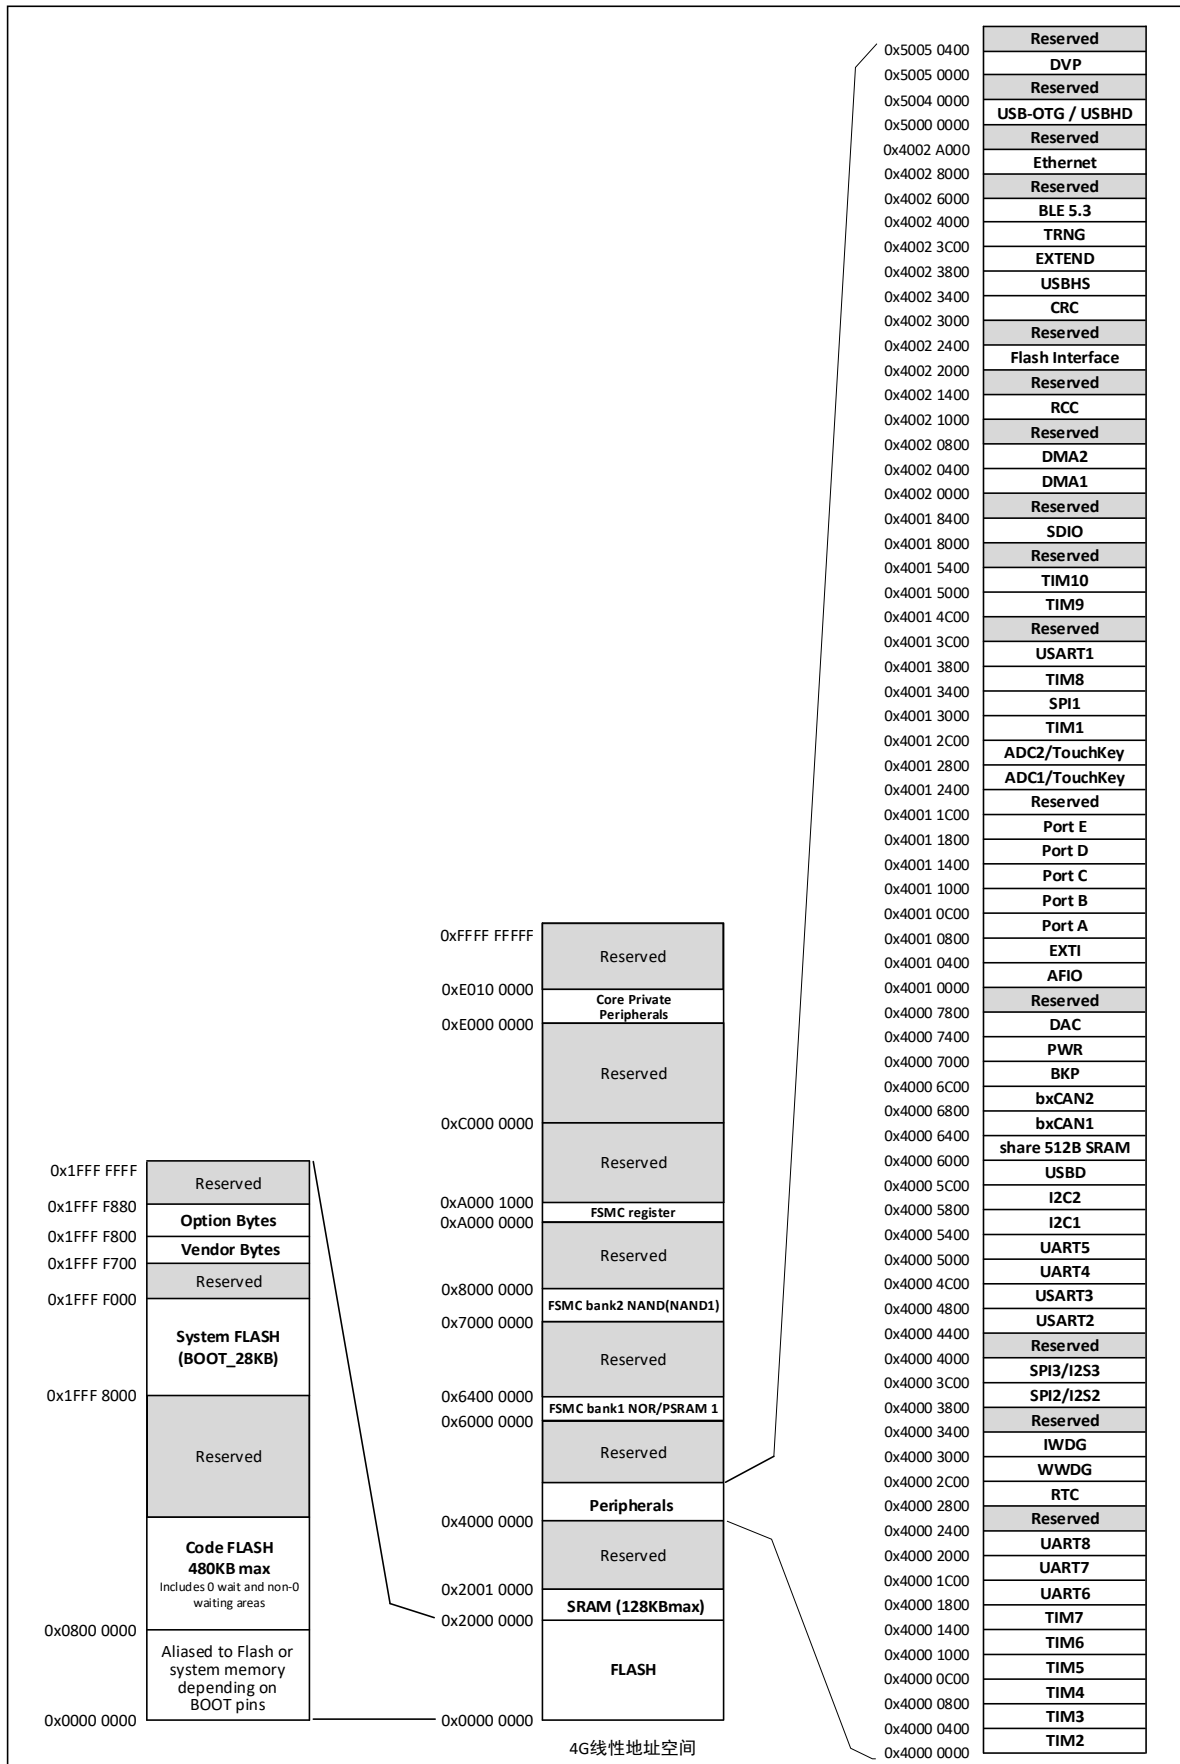 0x5005 0400
0x5005 0000
0x5004 0000
0x5000 0000
0x4002 A000
0x4002 8000
0x4002 6000
0x4002 4000
0x4002 3C00
0x4002 3800
0x4002 3400
0x4002 3000
0x4002 2400
0x4002 2000
0x4002 1400
0x4002 1000
0x4002 0800
0x4002 0400
0x4002 0000
0x4001 8400
0x4001 8000
0x4001 5400
0x4001 5000
0x4001 4C00
0x4001 3C00
0x4001 3800
0x4001 3400
0x4001 3000
0x4001 2C00
0x4001 2800
0x4001 2400
0x4001 1C00
0x4001 1800
0x4001 1400
0x4001 1000
0x4001 0C00
0x4001 0800
0x4001 0400
0x4001 0000
0x4000 7800
0x4000 7400
0x4000 7000
0x4000 6C00
0x4000 6800
0x4000 6400
0x4000 6000
0x4000 5C00
0x4000 5800
0x4000 5400
0x4000 5000
0x4000 4C00
0x4000 4800
0x4000 4400
0x4000 4000
0x4000 3C00
0x4000 3800
0x4000 3400
0x4000 3000
0x4000 2C00
0x4000 2800
0x4000 2400
0x4000 2000
0x4000 1C00
0x4000 1800
0x4000 1400
0x4000 1000
0x4000 0C00
0x4000 0800
0x4000 0400
0x4000 0000
Reserved
DVP
Reserved
USB-OTG / USBHD
Reserved
Ethernet
Reserved
BLE 5.3
TRNG
EXTEND
USBHS
CRC
Reserved
Flash Interface
Reserved
RCC
Reserved
DMA2
DMA1
Reserved
SDIO
Reserved
TIM10
TIM9
Reserved
USART1
TIM8
SPI1
TIM1
ADC2/TouchKey
ADC1/TouchKey
Reserved
Port E
Port D
Port C
Port B
Port A
EXTI
AFIO
Reserved
DAC
PWR
BKP
bxCAN2
bxCAN1
share 512B SRAM
USBD
I2C2
I2C1
UART5
UART4
USART3
USART2
Reserved
SPI3/I2S3
SPI2/I2S2
Reserved
IWDG
WWDG
RTC
Reserved
UART8
UART7
UART6
TIM7
TIM6
TIM5
TIM4
TIM3
TIM2
0xFFFF FFFFF
0xE010 0000
0xE000 0000
0xC000 0000
0xA000 1000
0xA000 0000
0x8000 0000
0x7000 0000
0x6400 0000
0x6000 0000
0x4000 0000
0x2001 0000
0x2000 0000
0x0000 0000
Reserved
Core Private
Peripherals
Reserved
Reserved
FSMC register
Reserved
FSMC bank2 NAND(NAND1)
Reserved
FSMC bank1 NOR/PSRAM 1
Reserved
Peripherals
Reserved
SRAM (128KBmax)
FLASH
4G线性地址空间
0x1FFF FFFF
0x1FFF F880
0x1FFF F800
0x1FFF F700
0x1FFF F000
0x1FFF 8000
0x0800 0000
0x0000 0000
Reserved
Option Bytes
Vendor Bytes
Reserved
System FLASH
(BOOT_28KB)
Reserved
Code FLASH
480KB max
Includes 0 wait and non-0
waiting areas
Aliased to Flash or
system memory
depending on
BOOT pins